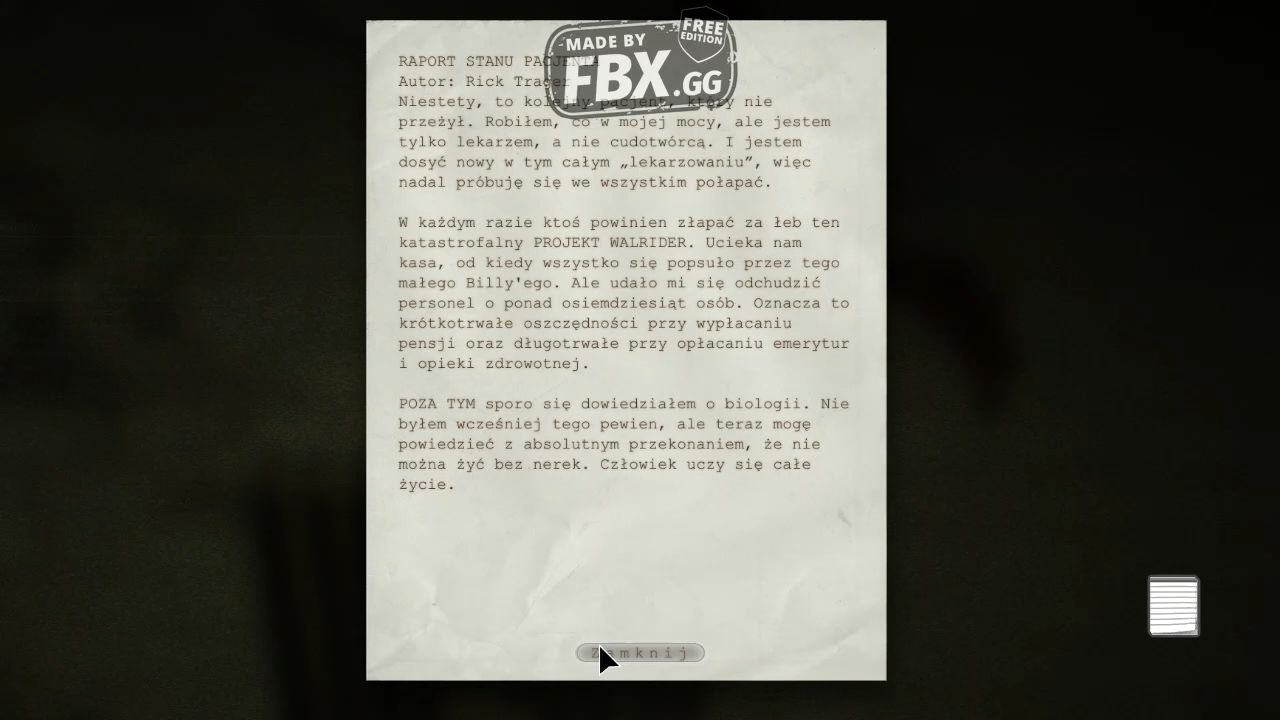 FREE
EDITION
MADE BY
FBX.GG
RAPORT STANU PACJENTA
Autor: Rick Trager
Niestety, to kolejny pacjent, który nie
przeżył. Robiłem, co w mojej mocy, ale jestem
tylko lekarzem, a nie cudotwórcą. I jestem
dosyć nowy w tym całym „lekarzowaniu”, więc
nadal próbuję się we wszystkim połapać.
W każdym razie ktoś powinien złapać za łeb ten
katastrofalny PROJEKT WALRIDER. Ucieka nam
kasa, od kiedy wszystko się popsuło przez tego
małego Billy'ego. Ale udało mi się odchudzić
personel o ponad osiemdziesiąt osób. Oznacza to
krótkotrwałe oszczędności przy wypłacaniu
pensji oraz długotrwałe przy opłacaniu emerytur
i opieki zdrowotnej.
POZA TYM sporo się dowiedziałem o biologii. Nie
byłem wcześniej tego pewien, ale teraz mogę
powiedzieć z absolutnym przekonaniem, że nie
można żyć bez nerek. Człowiek uczy się całe
życie.
Zamknij